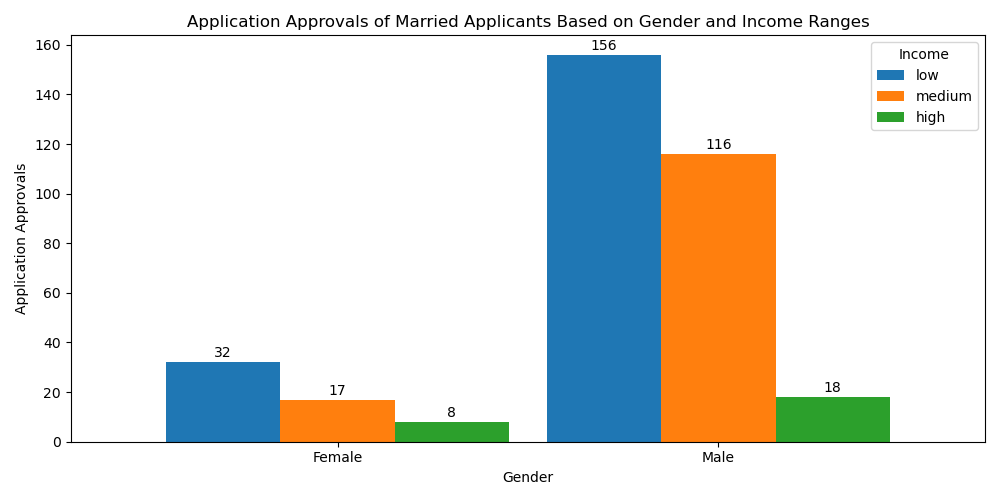 Application Approvals of Married Applicants Based on Gender and Income Ranges
Application Approvals
160
140
120
100
80
60
40
20
0
32
17
8
156
116
18
Income
low
medium
high
Female
Male
Gender